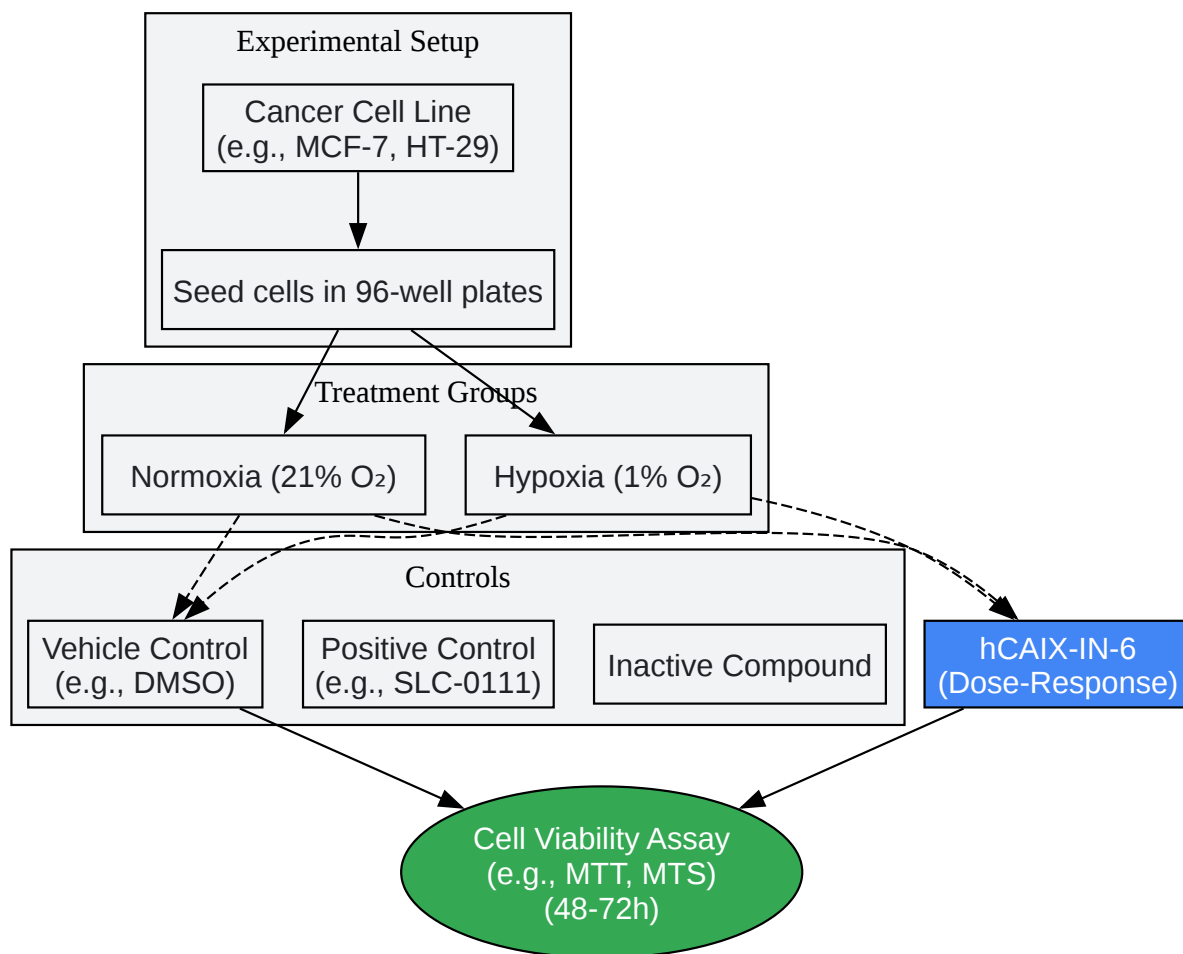 Experimental Setup
Cancer Cell Line
(e.g., MCF-7, HT-29)
Seed cells in 96-well plates
Treatment Groups
Normoxia (21% O₂)
Hypoxia (1% O₂)
Controls
Vehicle Control
(e.g., DMSO)
Positive Control
(e.g., SLC-0111)
Inactive Compound
hCAIX-IN-6
(Dose-Response)
Cell Viability Assay
(e.g., MTT, MTS)
(48-72h)